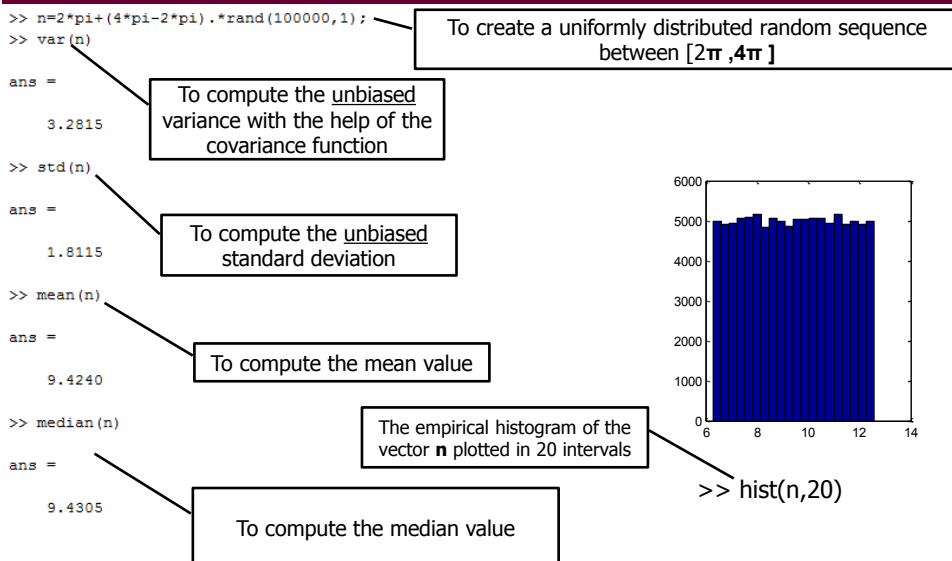 >> n=2*pi+(4*pi-2*pi).*rand(100000,1);
To create a uniformly distributed random sequence
between [2π ,4π ]
>> var(n)
ans =
3.2815
To compute the unbiased
variance with the help of the
covariance function
>> std(n)
ans =
1.8115
To compute the unbiased
standard deviation
>> mean(n)
ans =
9.4240
To compute the mean value
>> median(n)
ans =
9.4305
To compute the median value
6000
5000
4000
3000
2000
1000
0
6 8 10 12 14
The empirical histogram of the
vector n plotted in 20 intervals
>> hist(n,20)